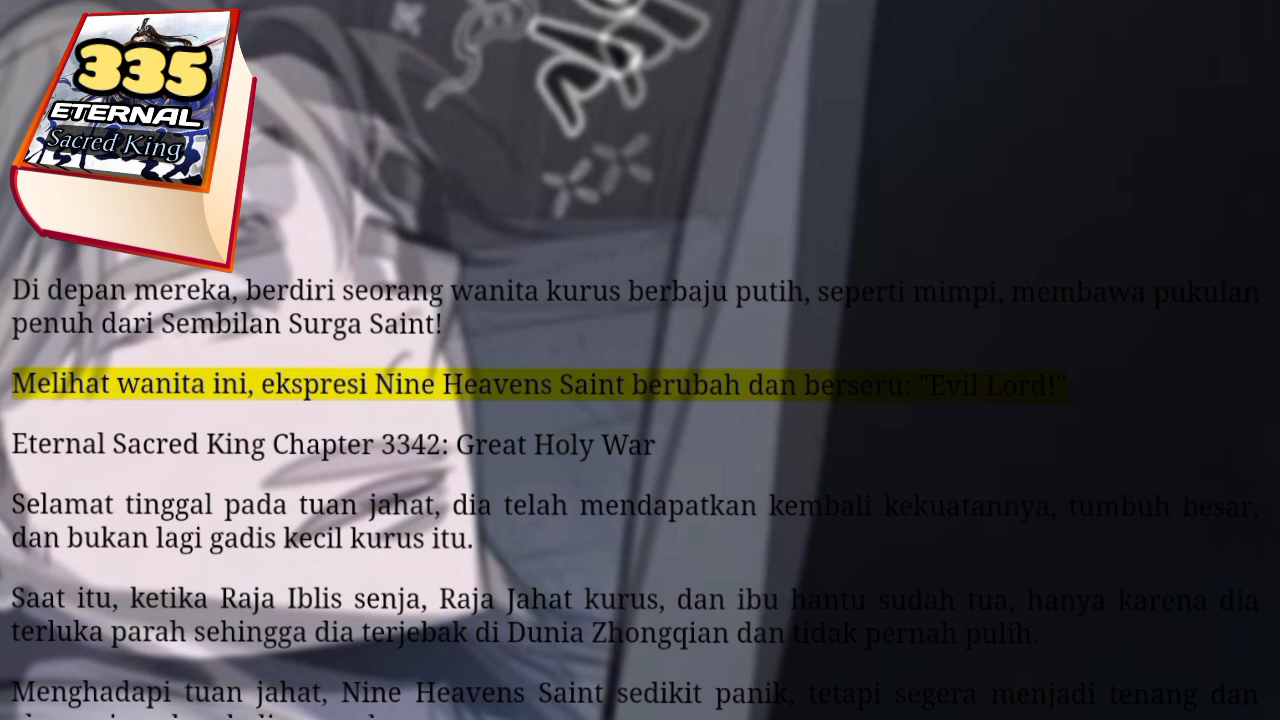 335
ETERNAL
Sacred King
Di depan mereka, berdiri seorang wanita kurus berbaju putih, seperti mimpi, membawa pukulan
penuh dari Sembilan Surga Saint!
Melihat wanita ini, ekspresi Nine Heavens Saint berubah dan berseru: "Evil Lord!"
Eternal Sacred King Chapter 3342: Great Holy War
Selamat tinggal pada tuan jahat, dia telah mendapatkan kembali kekuatannya, tumbuh besar,
dan bukan lagi gadis kecil kurus itu.
Saat itu, ketika Raja Iblis senja, Raja Jahat kurus, dan ibu hantu sudah tua, hanya karena dia
terluka parah sehingga dia terjebak di Dunia Zhongqian dan tidak pernah pulih.
Menghadapi tuan jahat, Nine Heavens Saint sedikit panik, tetapi segera menjadi tenang dan